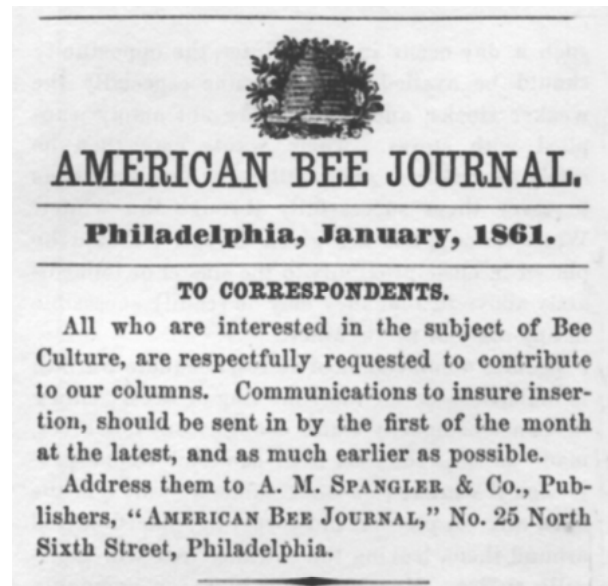 AMERICAN BEE JOURNAL.
Philadelphia, January, 1861.
TO CORRESPONDENTS.
All who are interested in the subject of Bee
Culture, are respectfully requested to contribute
to our columns. Communications to insure inser-
tion, should be sent in by the first of the month
at the latest, and as much earlier as possible.
Address them to A. M. SPANGLER & Co., Pub-
lishers, "AMERICAN BEE JOURNAL," No. 25 North
Sixth Street, Philadelphia.